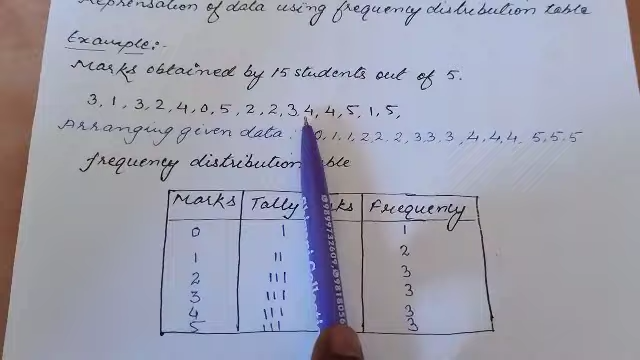 Reprensation of data using frequency distribution table
Example:-
Marks obtained by 15 students out of 5.
3, 1, 3, 2, 4, 0, 5, 2, 2, 3, 4, 4, 5, 1, 5,
Arranging given data : 0, 1, 1, 2, 2, 2, 3, 3, 3, 4, 4, 4, 5, 5, 5
frequency distribution
Marks Tally Frequency
0 | 1
1 || 2
2 ||| 3
3 ||| 3
4 ||| 3
5 ||| 3